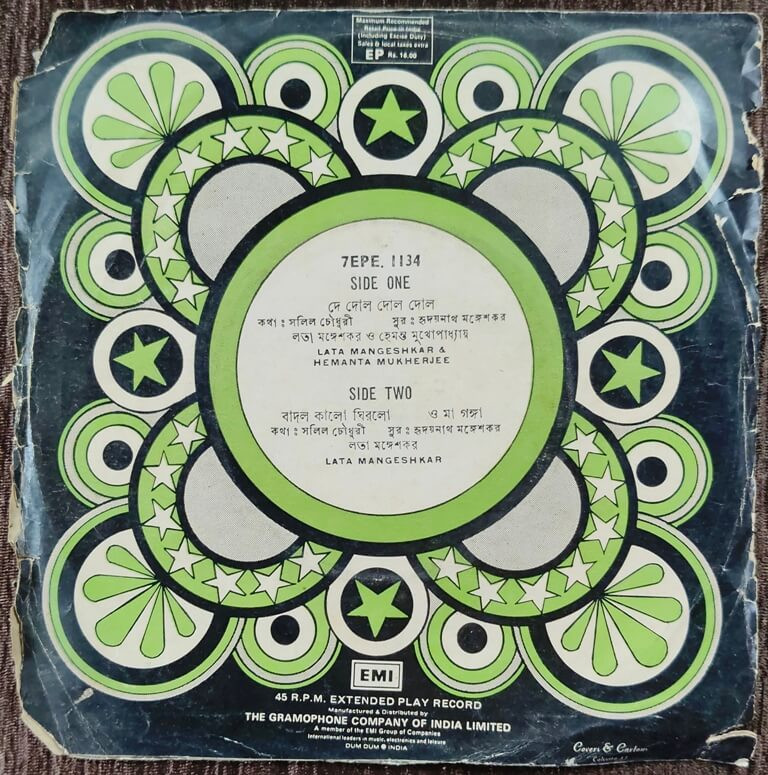 Maximum Recommended
Retail Price in India
(Including Excise Duty)
Sales & local taxes extra
EP Rs. 16.00
7EPE. 1134
SIDE ONE
দে দোল দোল দোল
কথা : সলিল চৌধুরী সুর : হৃদয়নাথ মঙ্গেশকর
লতা মঙ্গেশকর ও হেমন্ত মুখোপাধ্যায়
LATA MANGESHKAR &
HEMANTA MUKHERJEE
SIDE TWO
বাদল কালো ঘিরলো ও মা গঙ্গা
কথা : সলিল চৌধুরী সুর : হৃদয়নাথ মঙ্গেশকর
লতা মঙ্গেশকর
LATA MANGESHKAR
EMI
45 R.P.M. EXTENDED PLAY RECORD
Manufactured & Distributed by
THE GRAMOPHONE COMPANY OF INDIA LIMITED
A member of the EMI Group of Companies
International leaders in music, electronics and leisure
DUM DUM INDIA
Covers &